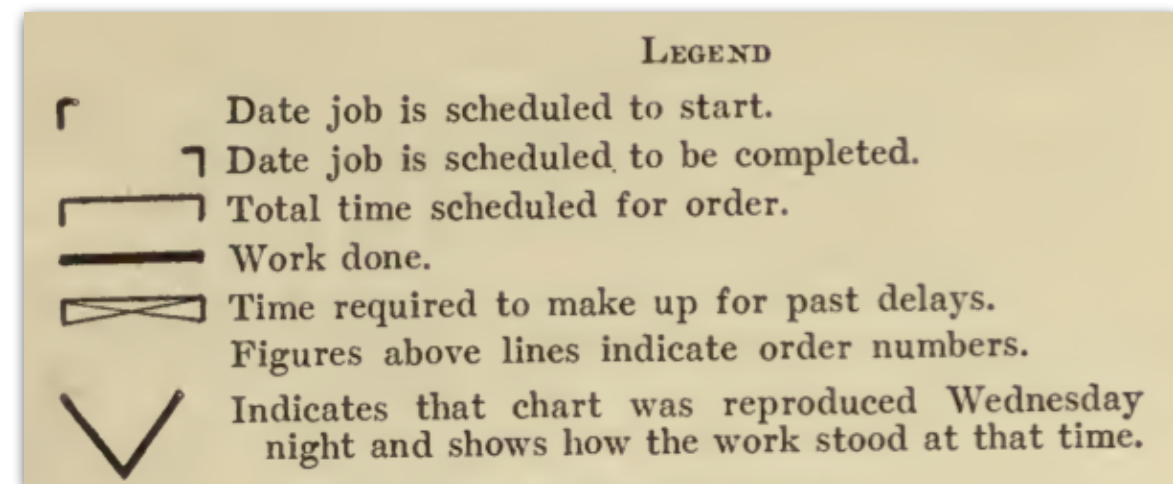 LEGEND
Date job is scheduled to start.
Date job is scheduled to be completed.
Total time scheduled for order.
Work done.
Time required to make up for past delays.
Figures above lines indicate order numbers.
Indicates that chart was reproduced Wednesday
night and shows how the work stood at that time.